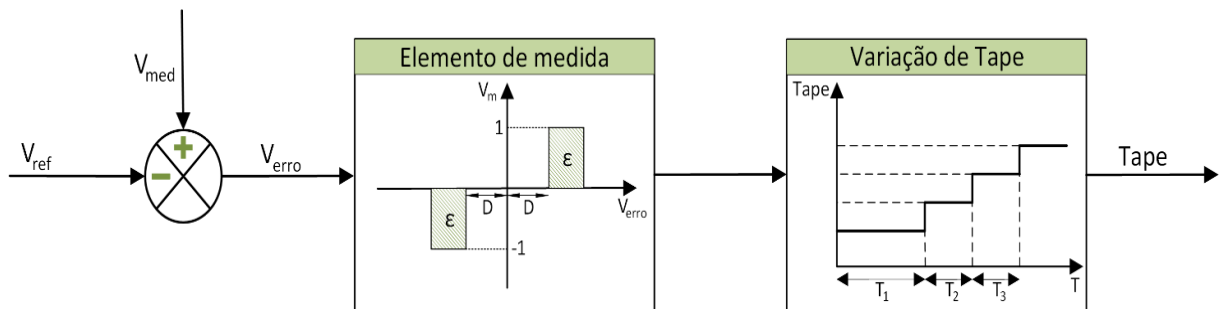 V_med
+
V_ref
-
V_erro
Elemento de medida
V_m
1
ε
D D
V_erro
ε
-1
Variação de Tape
Tape
T_1 T_2 T_3 T
Tape